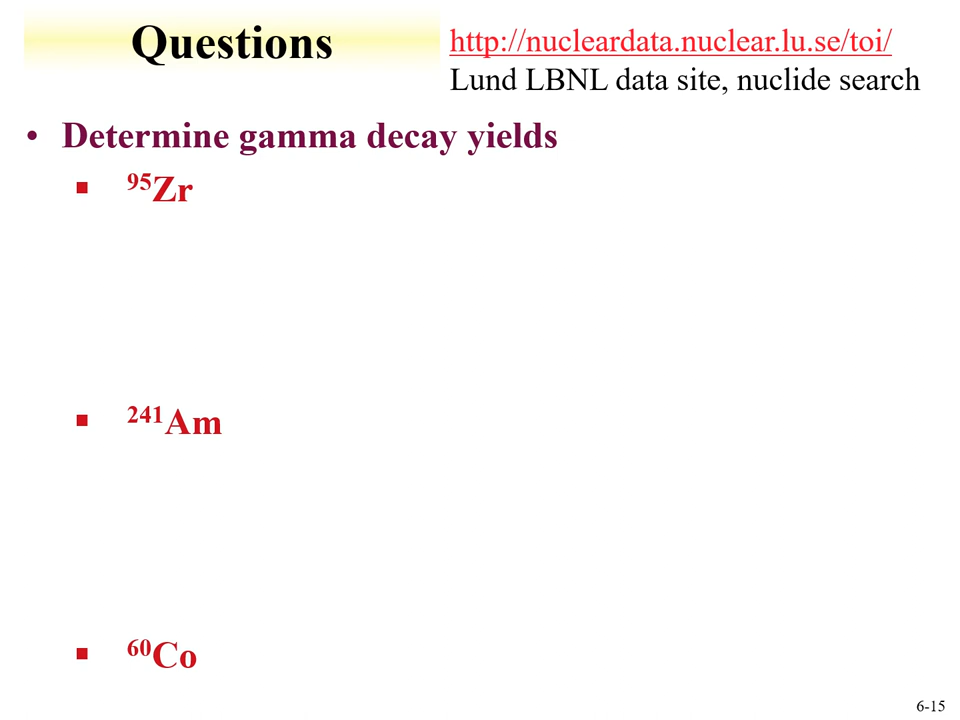 Questions
http://nucleardata.nuclear.lu.se/toi/
Lund LBNL data site, nuclide search
• Determine gamma decay yields
▪ ⁹⁵Zr
▪ ²⁴¹Am
▪ ⁶⁰Co
6-15